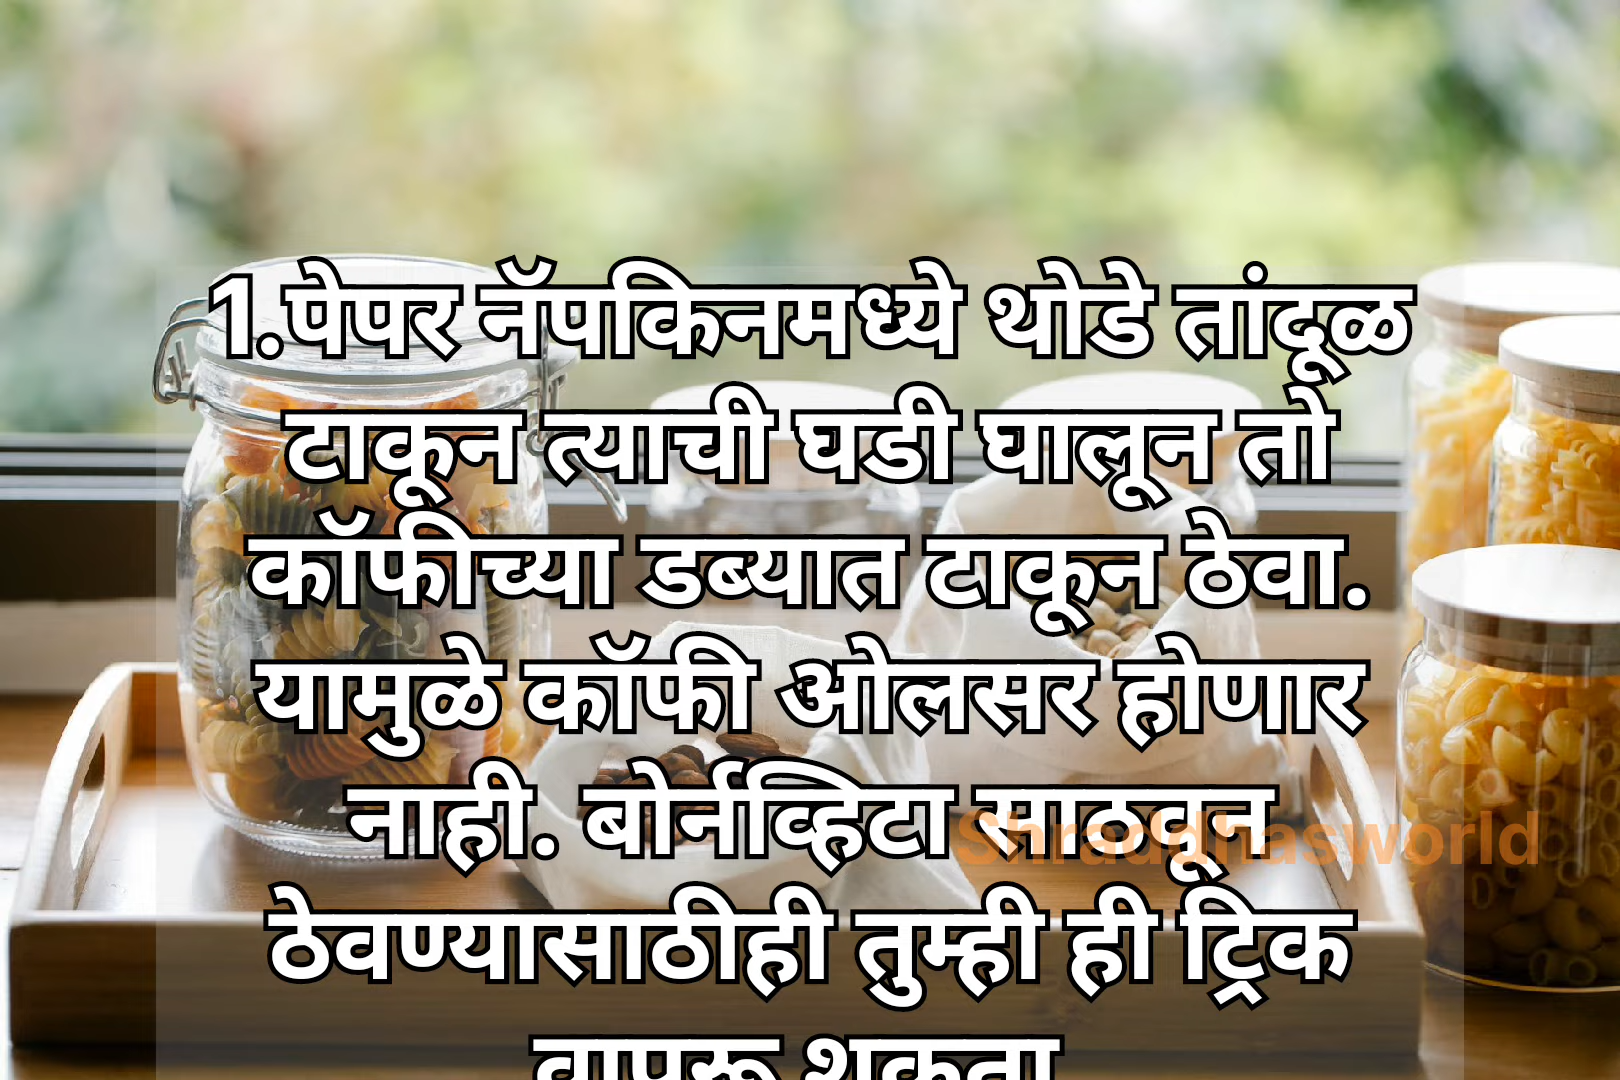 1.पेपर नॅपकिनमध्ये थोडे तांदूळ
टाकून त्याची घडी घालून तो
कॉफीच्या डब्यात टाकून ठेवा.
यामुळे कॉफी ओलसर होणार
नाही. बोर्नव्हिटा साठवून
Shraddhasworld
ठेवण्यासाठीही तुम्ही ही ट्रिक
वापरू शकता